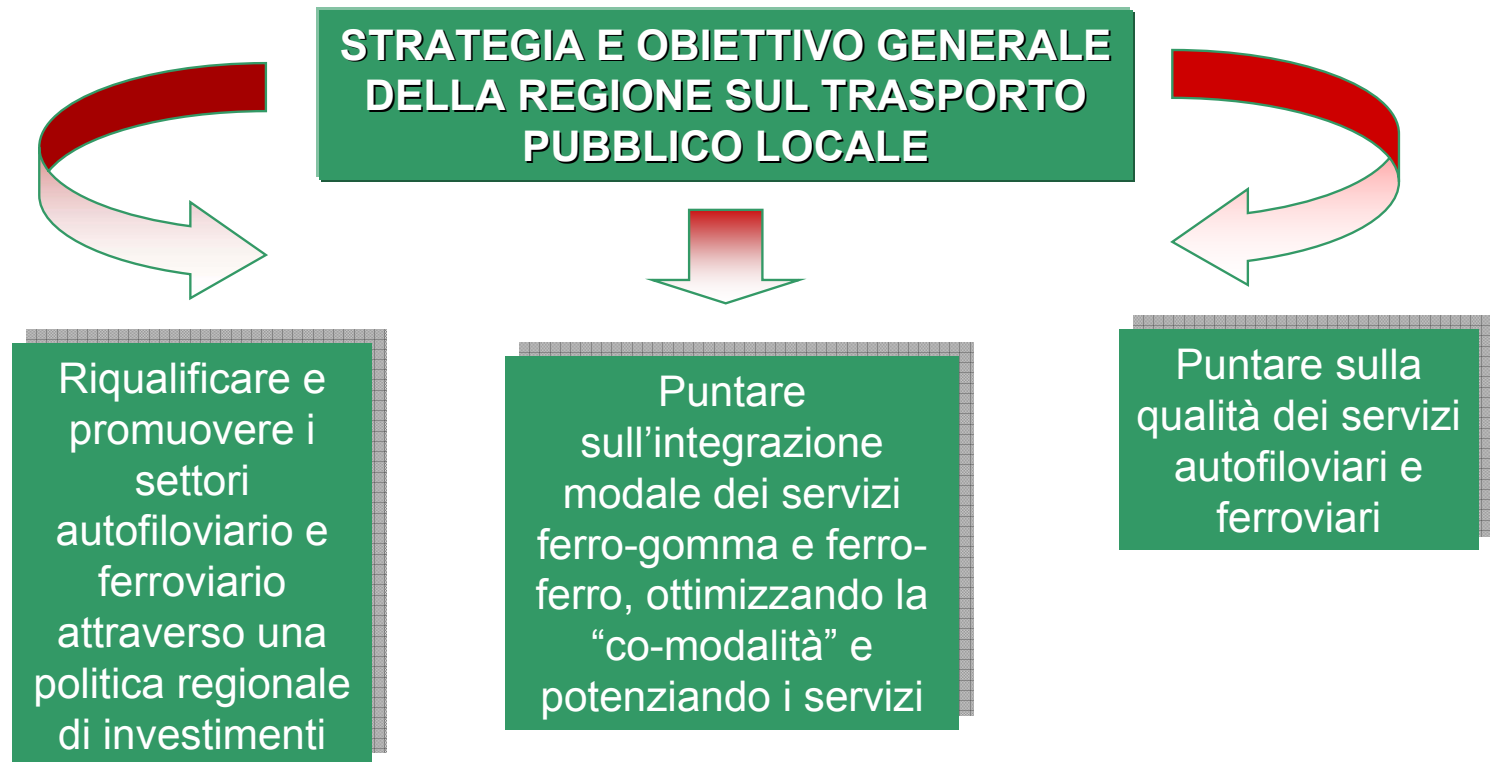 STRATEGIA E OBIETTIVO GENERALE
DELLA REGIONE SUL TRASPORTO
PUBBLICO LOCALE
Riqualificare e
promuovere i
settori
autofiloviario e
ferroviario
attraverso una
politica regionale
di investimenti
Puntare
sull’integrazione
modale dei servizi
ferro-gomma e ferro-
ferro, ottimizzando la
“co-modalità” e
potenziando i servizi
Puntare sulla
qualità dei servizi
autofiloviari e
ferroviari